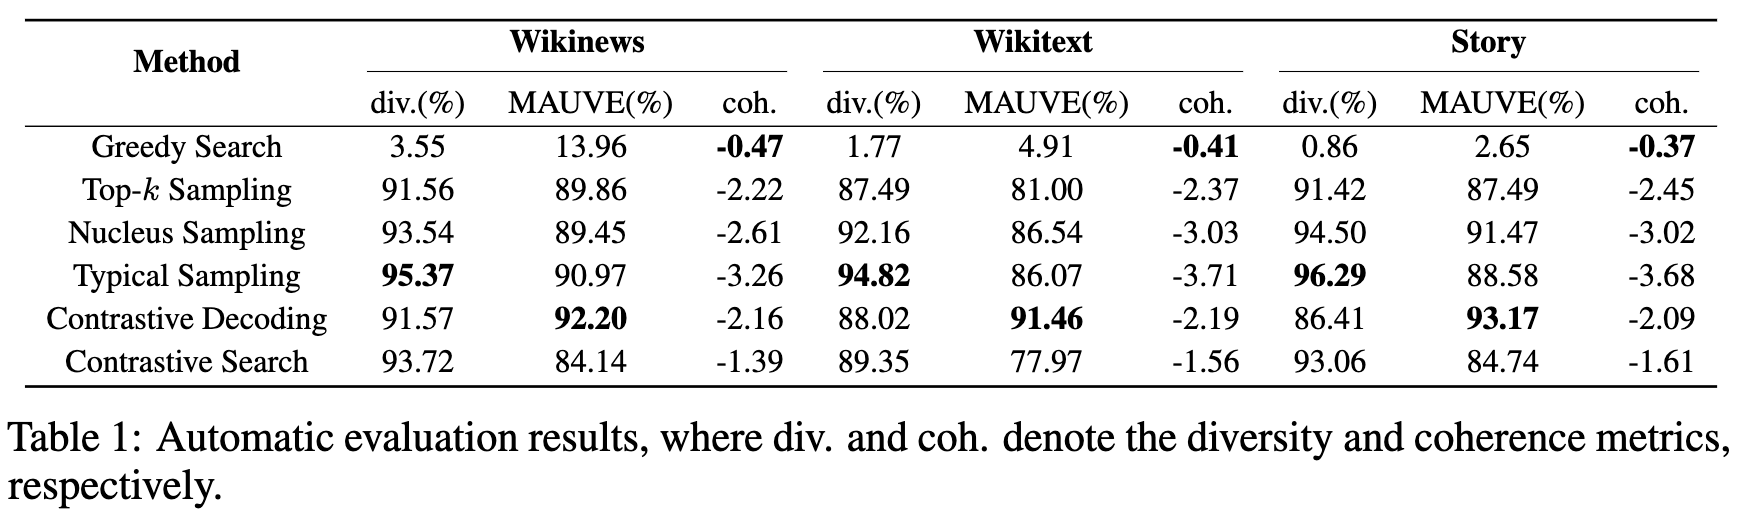 Method Wikinews Wikitext Story
div.(%) MAUVE(%) coh. div.(%) MAUVE(%) coh. div.(%) MAUVE(%) coh.
Greedy Search 3.55 13.96 -0.47 1.77 4.91 -0.41 0.86 2.65 -0.37
Top-k Sampling 91.56 89.86 -2.22 87.49 81.00 -2.37 91.42 87.49 -2.45
Nucleus Sampling 93.54 89.45 -2.61 92.16 86.54 -3.03 94.50 91.47 -3.02
Typical Sampling 95.37 90.97 -3.26 94.82 86.07 -3.71 96.29 88.58 -3.68
Contrastive Decoding 91.57 92.20 -2.16 88.02 91.46 -2.19 86.41 93.17 -2.09
Contrastive Search 93.72 84.14 -1.39 89.35 77.97 -1.56 93.06 84.74 -1.61
Table 1: Automatic evaluation results, where div. and coh. denote the diversity and coherence metrics,
respectively.